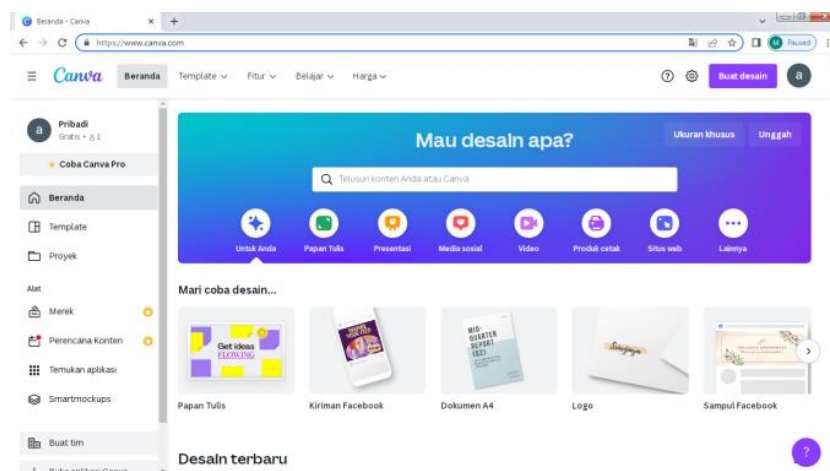 Beranda - Canva
https://www.canva.com
M
Paused
Canva
Beranda
Template
Fitur
Belajar
Harga
Buat desain
a
a
Pribadi
Gratis • 1
Coba Canva Pro
Beranda
Template
Proyek
Alat
Merek
Perencana Konten
Temukan aplikasi
Smartmockups
Buat tim
Buka aplikasi Canva
Mau desain apa?
Ukuran khusus
Unggah
Telusuri konten Anda atau Canva
Untuk Anda
Papan Tulis
Presentasi
Media sosial
Video
Produk cetak
Situs web
Lainnya
Mari coba desain...
Get ideas
FLOWING
MID-
QUARTER
REPORT
Papan Tulis
Kiriman Facebook
Dokumen A4
Logo
Sampul Facebook
Desain terbaru
?